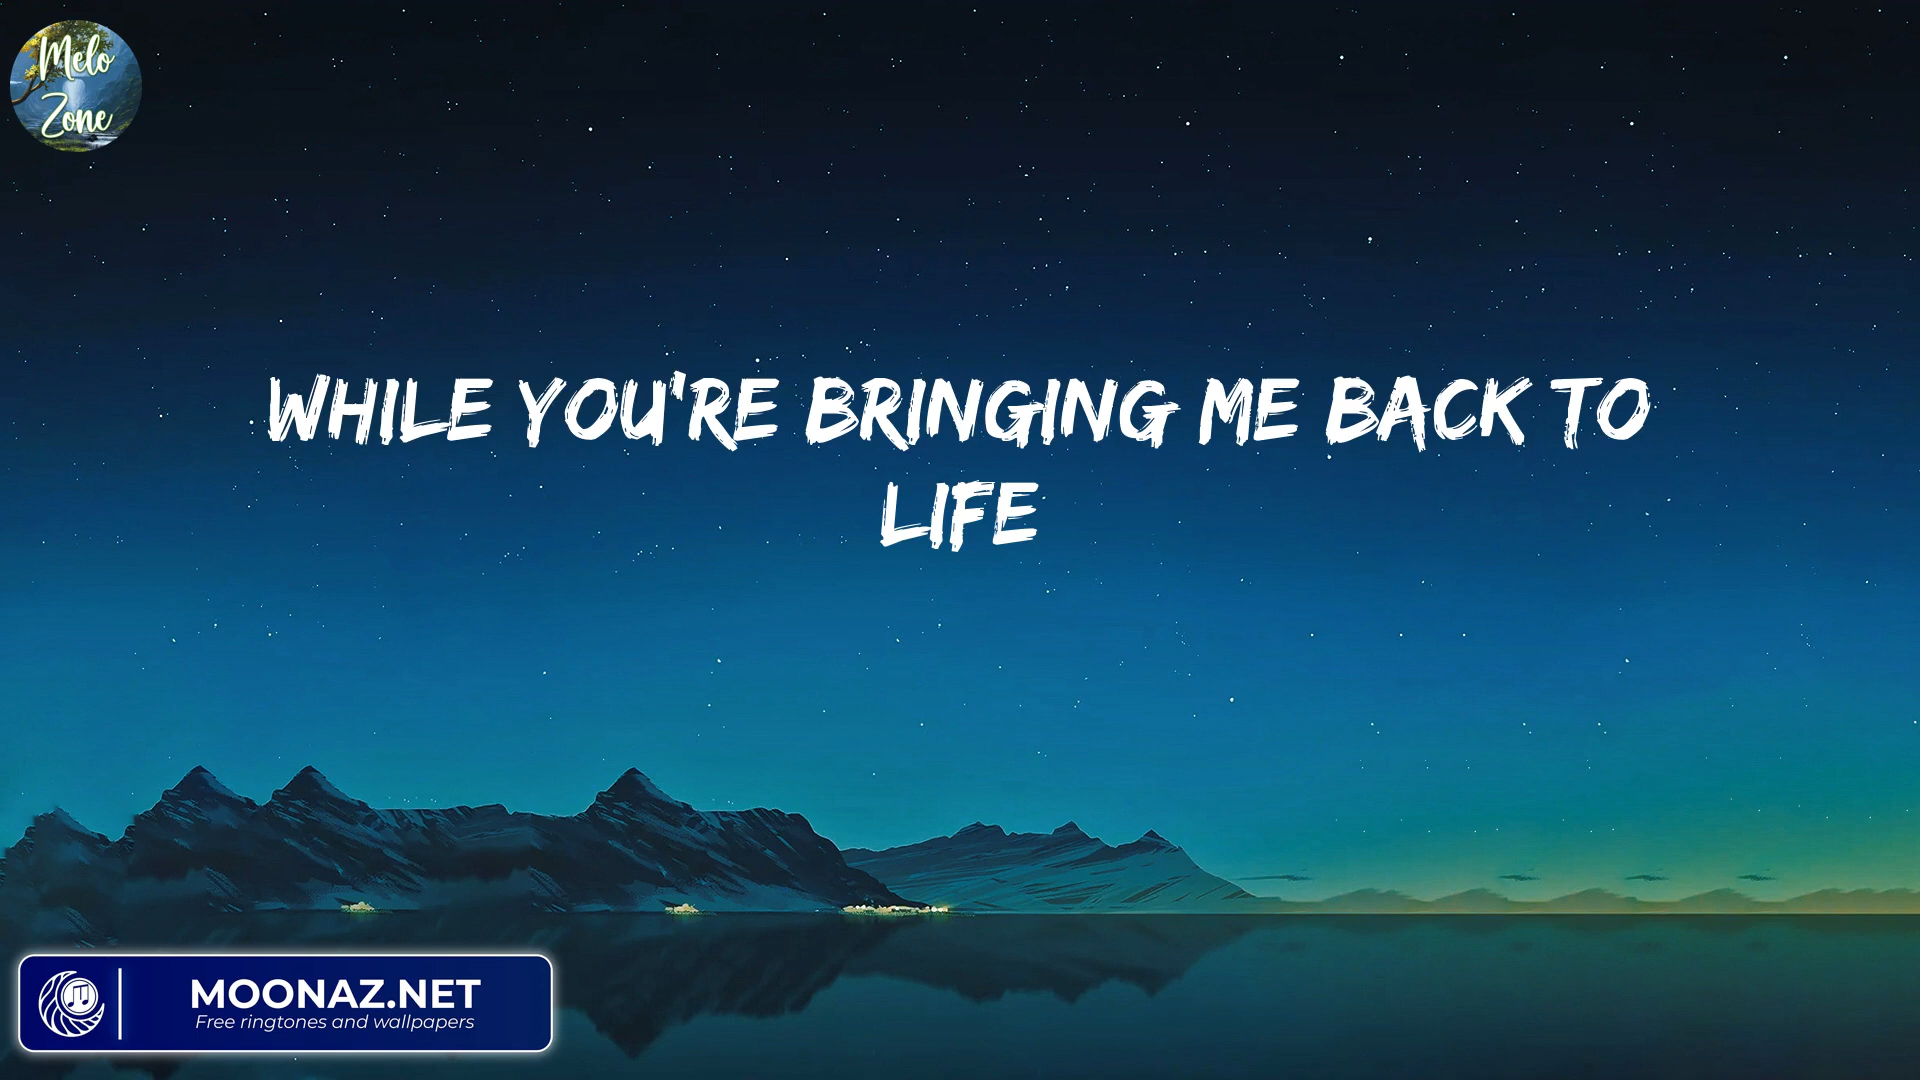 Melo
Zone
WHILE YOU'RE BRINGING ME BACK TO
LIFE
MOONAZ.NET
Free ringtones and wallpapers